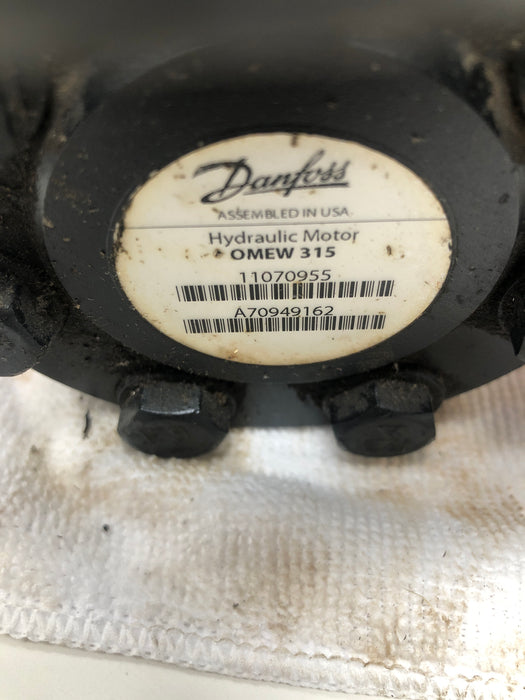 Danfoss
ASSEMBLED IN USA
Hydraulic Motor
OMEW 315
11070955
A70949162